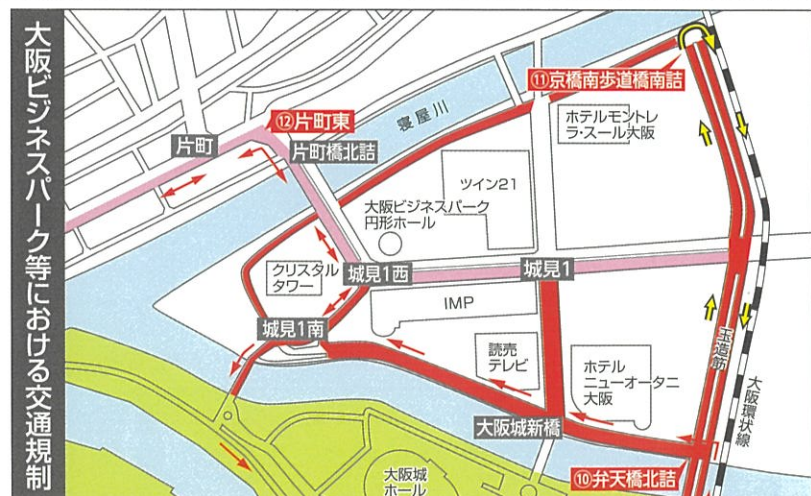 大阪ビジネスパーク等における交通規制
⑪京橋南歩道橋南詰
⑫片町東
片町
片町橋北詰
寝屋川
ホテルモントレ
ラ・スール大阪
ツイン21
大阪ビジネスパーク
円形ホール
クリスタル
タワー
城見1西
城見1
IMP
城見1南
読売
テレビ
ホテル
ニューオータニ
大阪
玉造筋
大阪環状線
大阪城新橋
⑩弁天橋北詰
大阪城
ホール